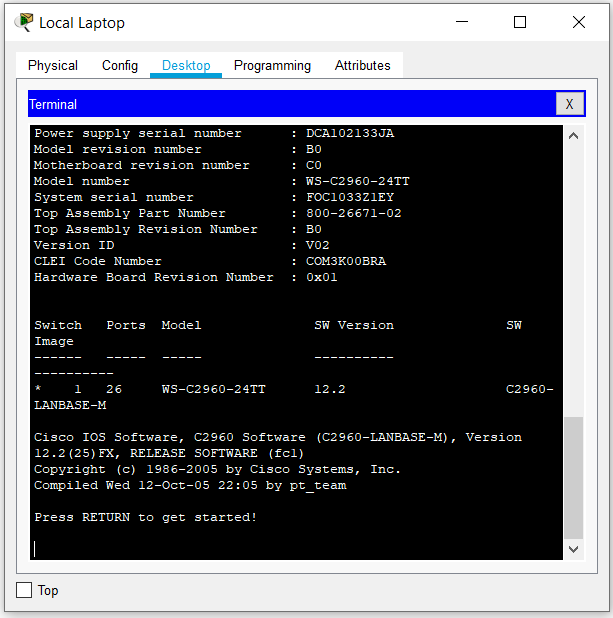 Local Laptop
Physical Config Desktop Programming Attributes
Terminal X
Power supply serial number : DCA102133JA
Model revision number : B0
Motherboard revision number : C0
Model number : WS-C2960-24TT
System serial number : FOC1033Z1EY
Top Assembly Part Number : 800-26671-02
Top Assembly Revision Number : B0
Version ID : V02
CLEI Code Number : COM3K00BRA
Hardware Board Revision Number : 0x01
Switch Ports Model SW Version SW
Image
------ ----- ----- ----------
----------
* 1 26 WS-C2960-24TT 12.2 C2960-
LANBASE-M
Cisco IOS Software, C2960 Software (C2960-LANBASE-M), Version
12.2(25)FX, RELEASE SOFTWARE (fc1)
Copyright (c) 1986-2005 by Cisco Systems, Inc.
Compiled Wed 12-Oct-05 22:05 by pt_team
Press RETURN to get started!
Top